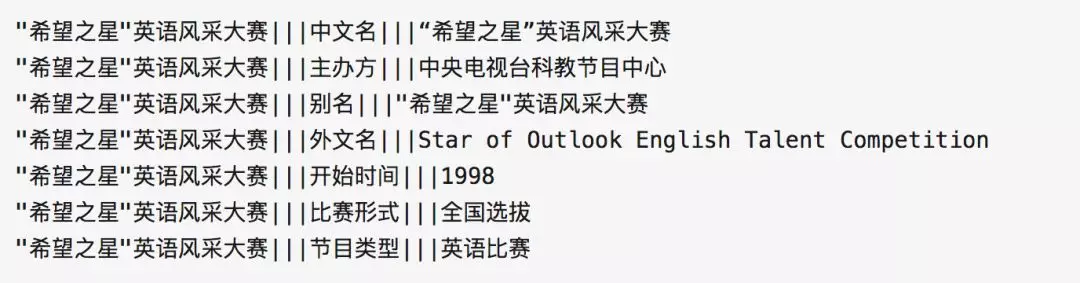 "希望之星"英语风采大赛|||中文名|||“希望之星”英语风采大赛
"希望之星"英语风采大赛|||主办方|||中央电视台科教节目中心
"希望之星"英语风采大赛|||别名|||"希望之星"英语风采大赛
"希望之星"英语风采大赛|||外文名|||Star of Outlook English Talent Competition
"希望之星"英语风采大赛|||开始时间|||1998
"希望之星"英语风采大赛|||比赛形式|||全国选拔
"希望之星"英语风采大赛|||节目类型|||英语比赛